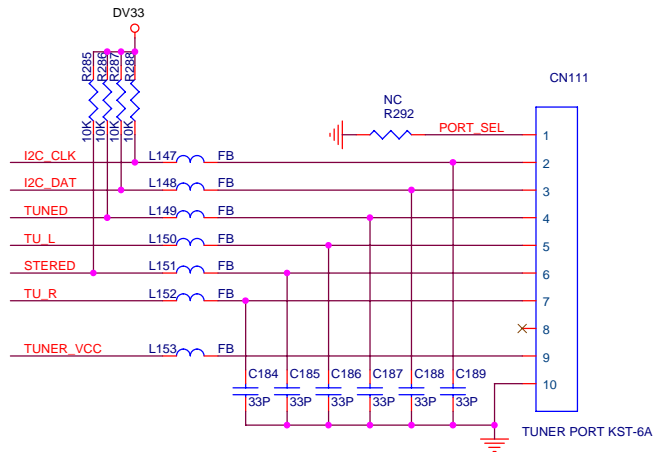 DV33
R285
R286
R287
R288
10K
10K
10K
10K
CN111
NC
R292
PORT_SEL
1
I2C_CLK
L147
FB
2
I2C_DAT
L148
FB
3
TUNED
L149
FB
4
TU_L
L150
FB
5
STERED
L151
FB
6
TU_R
L152
FB
7
8
TUNER_VCC
L153
FB
9
C184
C185
C186
C187
C188
C189
10
33P
33P
33P
33P
33P
33P
TUNER PORT KST-6A